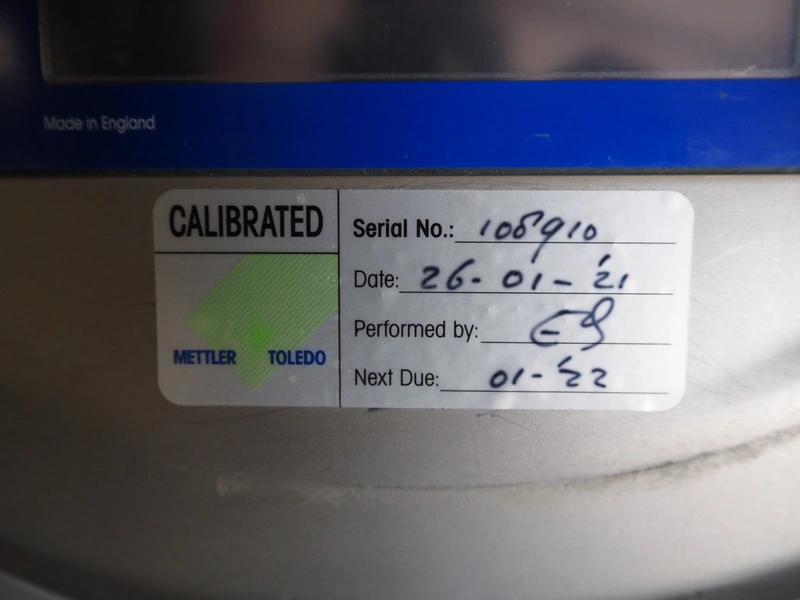 Made in England
CALIBRATED
METTLER TOLEDO
Serial No.: 108910
Date: 26-01-'21
Performed by:
Next Due: 01-'22